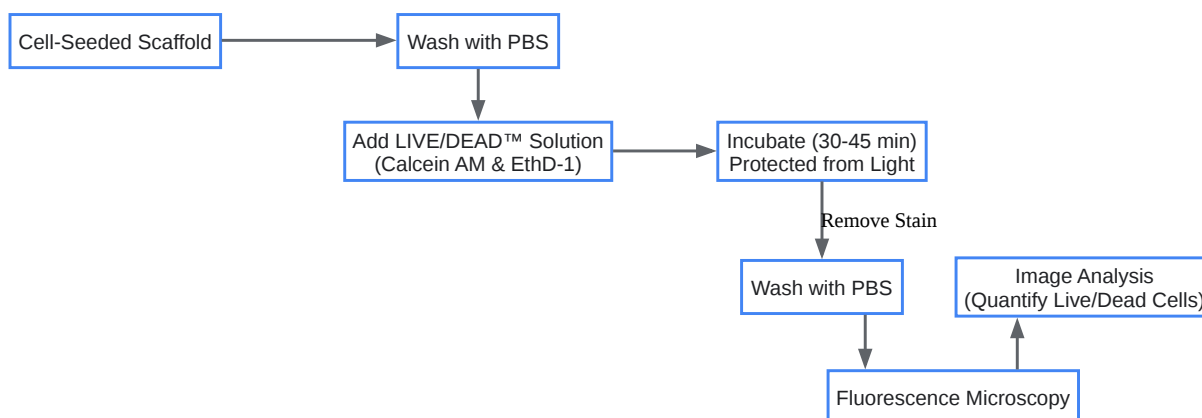 Cell-Seeded Scaffold
Wash with PBS
Add LIVE/DEAD™ Solution
(Calcein AM & EthD-1)
Incubate (30-45 min)
Protected from Light
Remove Stain
Wash with PBS
Image Analysis
(Quantify Live/Dead Cells)
Fluorescence Microscopy